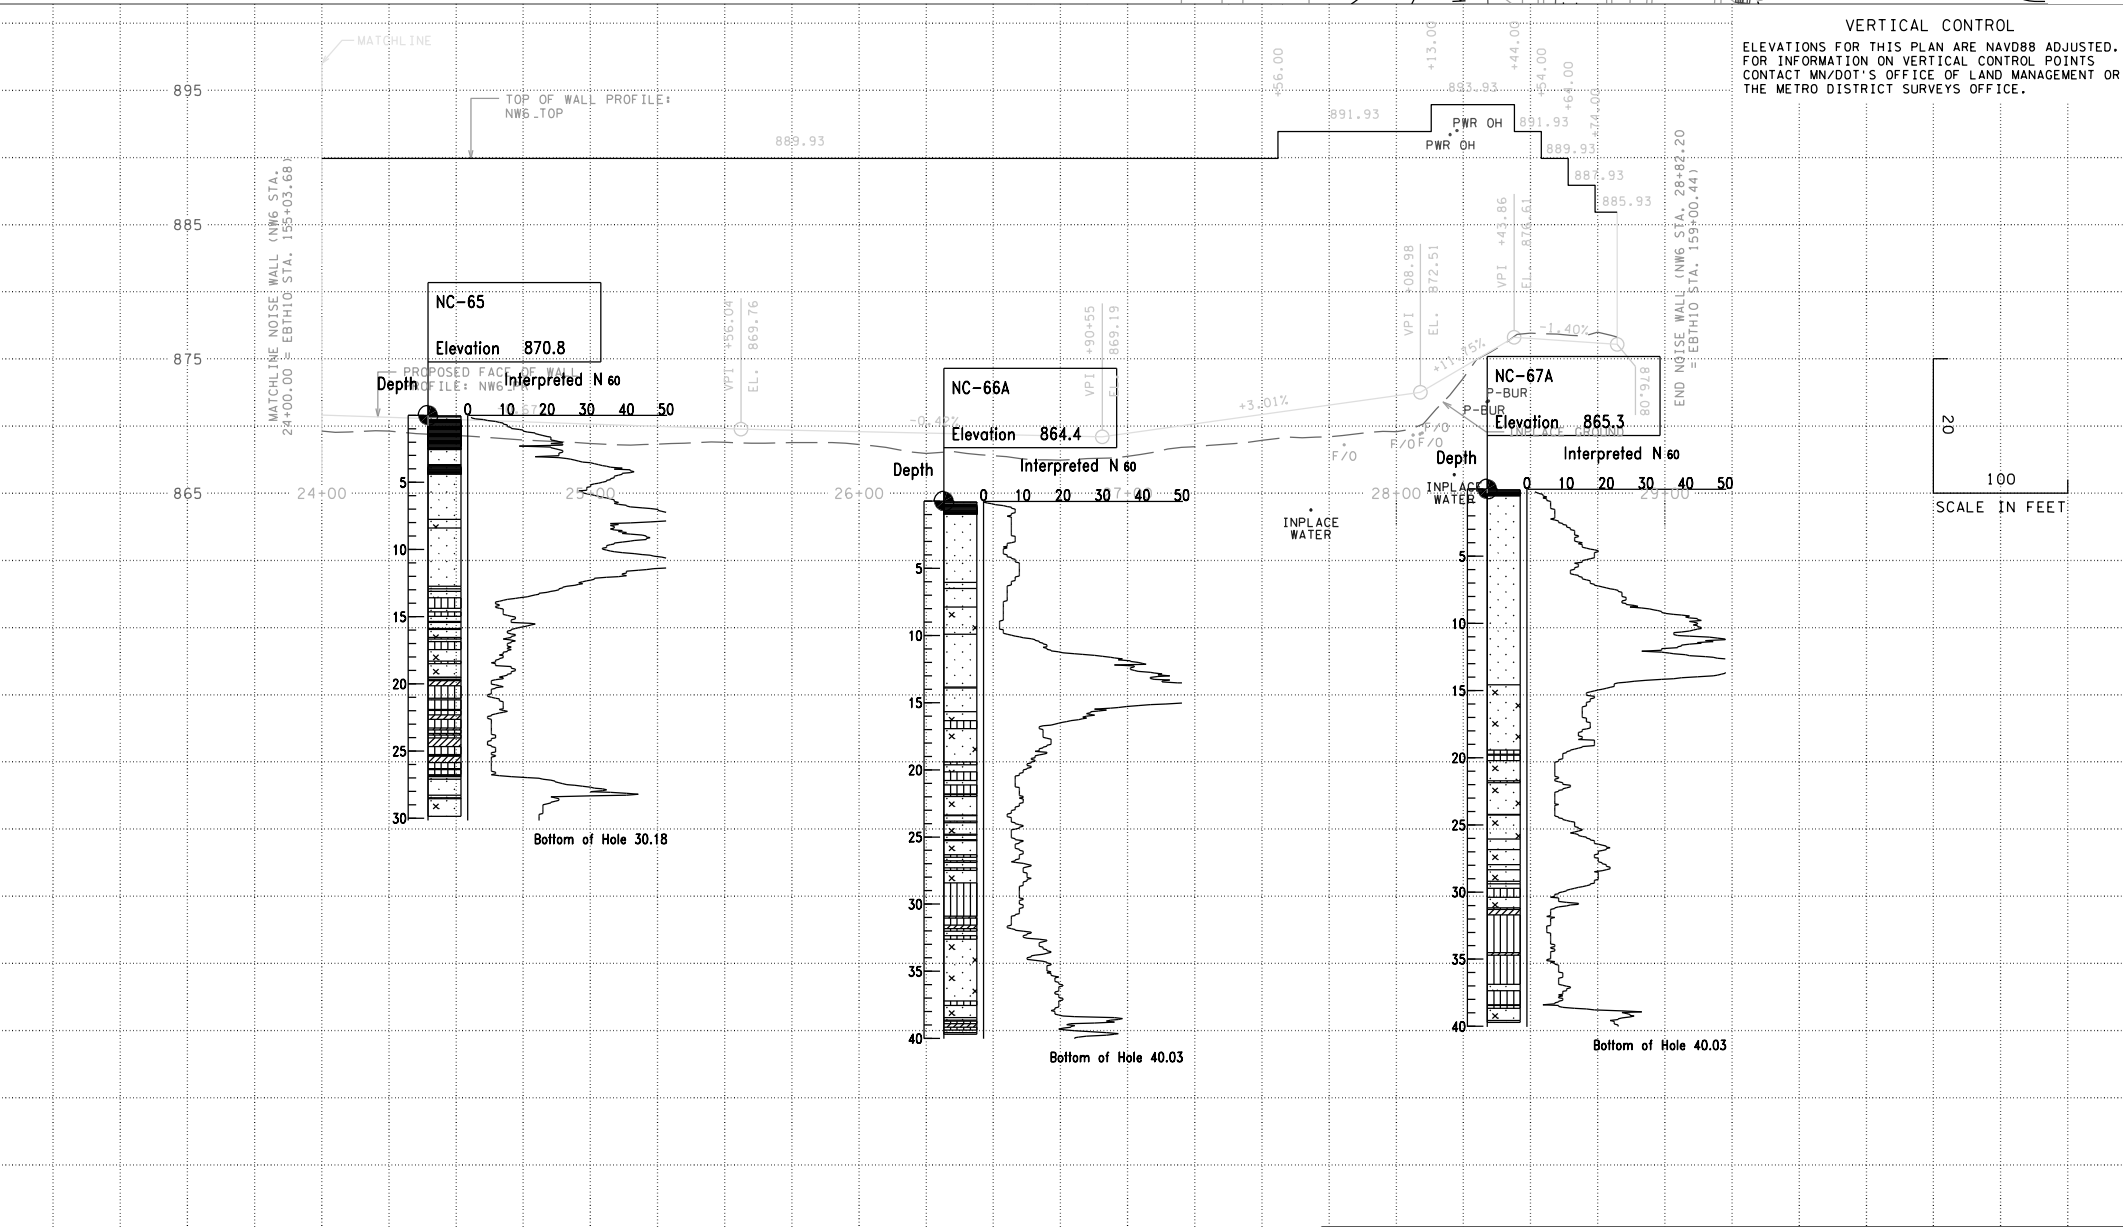 VERTICAL CONTROL
ELEVATIONS FOR THIS PLAN ARE NAVD88 ADJUSTED.
FOR INFORMATION ON VERTICAL CONTROL POINTS
CONTACT MN/DOT'S OFFICE OF LAND MANAGEMENT OR
THE METRO DISTRICT SURVEYS OFFICE.
MATCHLINE
+56.00
+13.00
+44.00
+54.00
+64.00
+74.00
895
885
875
865
TOP OF WALL PROFILE:
NW6_TOP
889.93
891.93
893.93
891.93
889.93
887.93
885.93
PWR OH
PWR OH
MATCHLINE NOISE WALL (NW6 STA.
24+00.00 = EBTH10 STA. 155+03.68)
END NOISE WALL (NW6 STA. 28+82.20
= EBTH10 STA. 159+00.44)
VPI +56.04
EL. 869.76
VPI +90+55
EL. 869.19
VPI +08.98
EL. 872.51
VPI +43.86
EL. 876.61
876.08
-0.42%
+3.01%
+11.75%
-1.40%
PROPOSED FACE OF WALL
PROFILE: NW6_PR
INPLACE GROUND
P-BUR
P-BUR
F/O
F/O
F/O
F/O
INPLACE
WATER
INPLACE
WATER
24+00
25+00
26+00
27+00
28+00
29+00
NC-65
Elevation 870.8
Depth
Interpreted N 60
0 10 20 30 40 50
5
10
15
20
25
30
Bottom of Hole 30.18
NC-66A
Elevation 864.4
Depth
Interpreted N 60
0 10 20 30 40 50
5
10
15
20
25
30
35
40
Bottom of Hole 40.03
NC-67A
Elevation 865.3
Depth
Interpreted N 60
0 10 20 30 40 50
5
10
15
20
25
30
35
40
Bottom of Hole 40.03
20
100
SCALE IN FEET